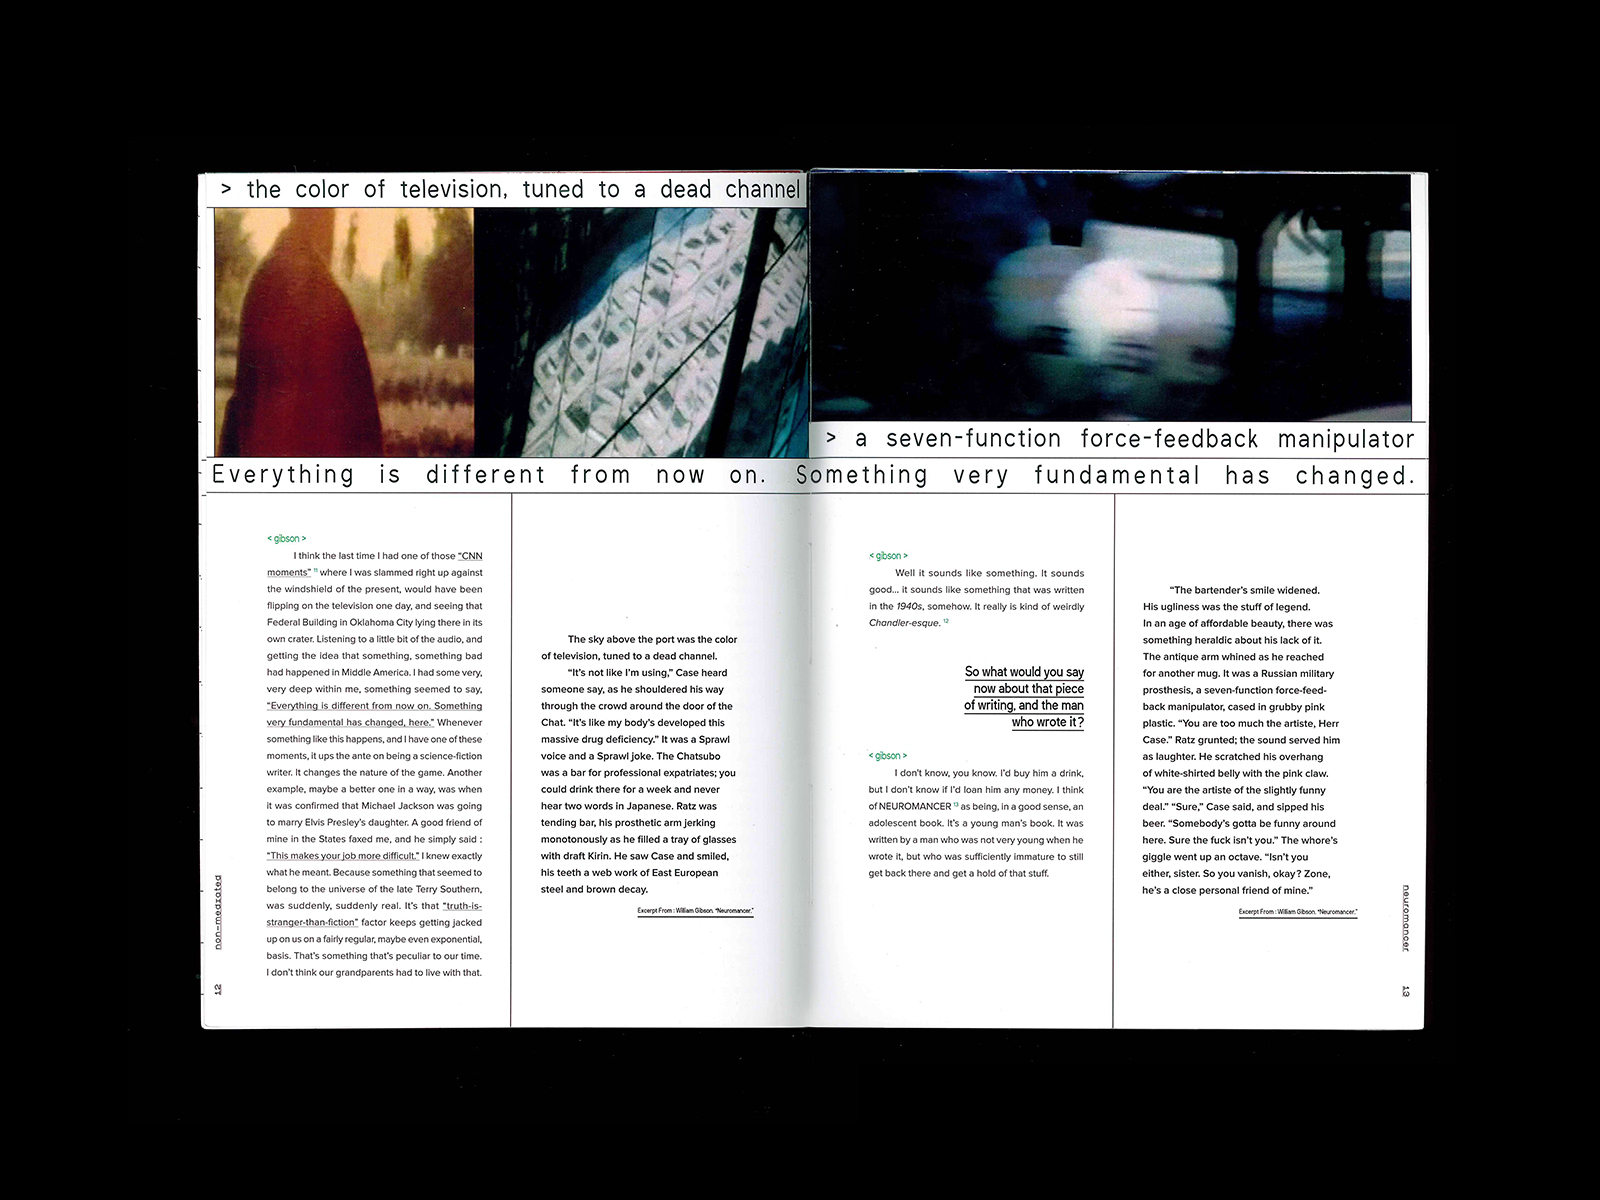 > the color of television, tuned to a dead channel
> a seven-function force-feedback manipulator
Everything is different from now on. Something very fundamental has changed.
< gibson >
I think the last time I had one of those “CNN
moments” 11 where I was slammed right up against
the windshield of the present, would have been
flipping on the television one day, and seeing that
Federal Building in Oklahoma City lying there in its
own crater. Listening to a little bit of the audio, and
getting the idea that something, something bad
had happened in Middle America. I had some very,
very deep within me, something seemed to say,
“Everything is different from now on. Something
very fundamental has changed, here.” Whenever
something like this happens, and I have one of these
moments, it ups the ante on being a science-fiction
writer. It changes the nature of the game. Another
example, maybe a better one in a way, was when
it was confirmed that Michael Jackson was going
to marry Elvis Presley’s daughter. A good friend of
mine in the States faxed me, and he simply said :
“This makes your job more difficult.” I knew exactly
what he meant. Because something that seemed to
belong to the universe of the late Terry Southern,
was suddenly, suddenly real. It’s that “truth-is-
stranger-than-fiction” factor keeps getting jacked
up on us on a fairly regular, maybe even exponential,
basis. That’s something that’s peculiar to our time.
I don’t think our grandparents had to live with that.
The sky above the port was the color
of television, tuned to a dead channel.
“It’s not like I’m using,” Case heard
someone say, as he shouldered his way
through the crowd around the door of the
Chat. “It’s like my body’s developed this
massive drug deficiency.” It was a Sprawl
voice and a Sprawl joke. The Chatsubo
was a bar for professional expatriates; you
could drink there for a week and never
hear two words in Japanese. Ratz was
tending bar, his prosthetic arm jerking
monotonously as he filled a tray of glasses
with draft Kirin. He saw Case and smiled,
his teeth a web work of East European
steel and brown decay.
Excerpt From : William Gibson. “Neuromancer.”
non-mediated
12
< gibson >
Well it sounds like something. It sounds
good... it sounds like something that was written
in the 1940s, somehow. It really is kind of weirdly
Chandler-esque. 12
So what would you say
now about that piece
of writing, and the man
who wrote it?
< gibson >
I don’t know, you know. I’d buy him a drink,
but I don’t know if I’d loan him any money. I think
of NEUROMANCER 13 as being, in a good sense, an
adolescent book. It’s a young man’s book. It was
written by a man who was not very young when he
wrote it, but who was sufficiently immature to still
get back there and get a hold of that stuff.
“The bartender’s smile widened.
His ugliness was the stuff of legend.
In an age of affordable beauty, there was
something heraldic about his lack of it.
The antique arm whined as he reached
for another mug. It was a Russian military
prosthesis, a seven-function force-feed-
back manipulator, cased in grubby pink
plastic. “You are too much the artiste, Herr
Case.” Ratz grunted; the sound served him
as laughter. He scratched his overhang
of white-shirted belly with the pink claw.
“You are the artiste of the slightly funny
deal.” “Sure,” Case said, and sipped his
beer. “Somebody’s gotta be funny around
here. Sure the fuck isn’t you.” The whore’s
giggle went up an octave. “Isn’t you
either, sister. So you vanish, okay? Zone,
he’s a close personal friend of mine.”
Excerpt From : William Gibson. “Neuromancer.”
neuromancer
13